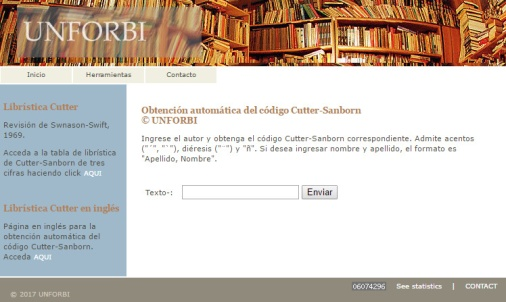 UNFORBI
Inicio Herramientas Contacto
Librística Cutter
Revisión de Swnason-Swift,
1969.
Acceda a la tabla de librística
de Cutter-Sanborn de tres
cifras haciendo click AQUI
Librística Cutter en inglés
Página en inglés para la
obtención automática del
código Cutter-Sanborn.
Acceda AQUI
Obtención automática del código Cutter-Sanborn
© UNFORBI
Ingrese el autor y obtenga el código Cutter-Sanborn correspondiente. Admite acentos
("´", "`"), diéresis ("¨") y "ñ". Si desea ingresar nombre y apellido, el formato es
"Apellido, Nombre".
Texto-: Enviar
06074296 See statistics | CONTACT
© 2017 UNFORBI